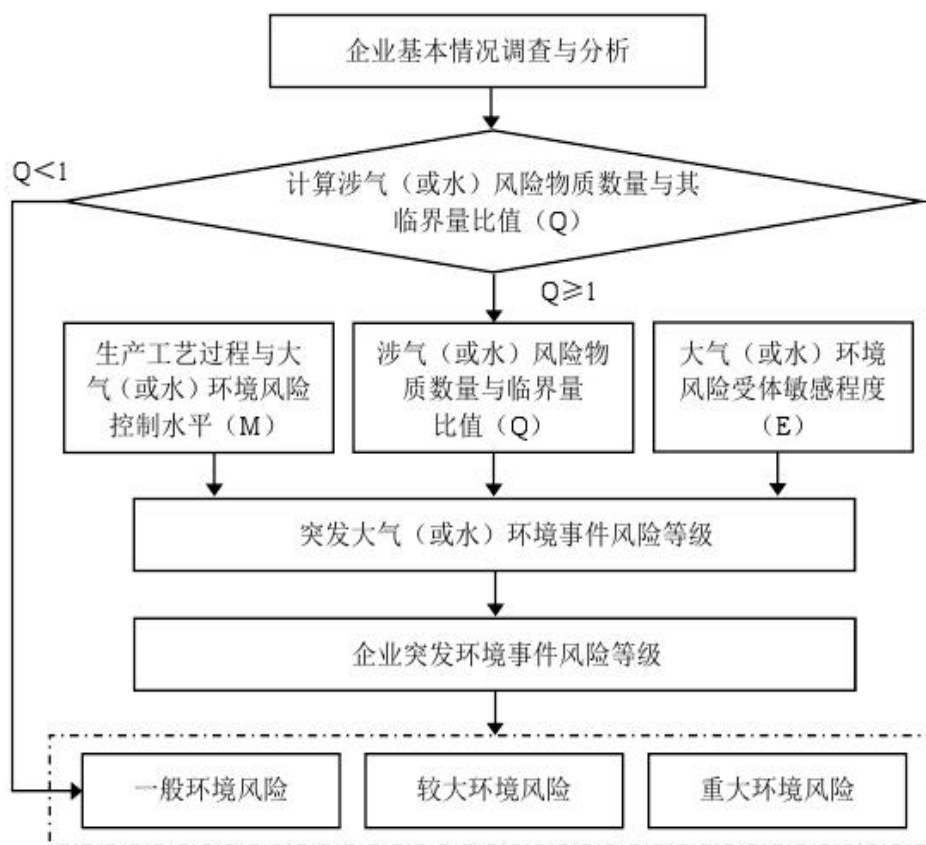 企业基本情况调查与分析
Q＜1
计算涉气（或水）风险物质数量与其
临界量比值（Q）
Q≥1
生产工艺过程与大
气（或水）环境风险
控制水平（M）
涉气（或水）风险物
质数量与临界量
比值（Q）
大气（或水）环境
风险受体敏感程度
（E）
突发大气（或水）环境事件风险等级
企业突发环境事件风险等级
一般环境风险
较大环境风险
重大环境风险